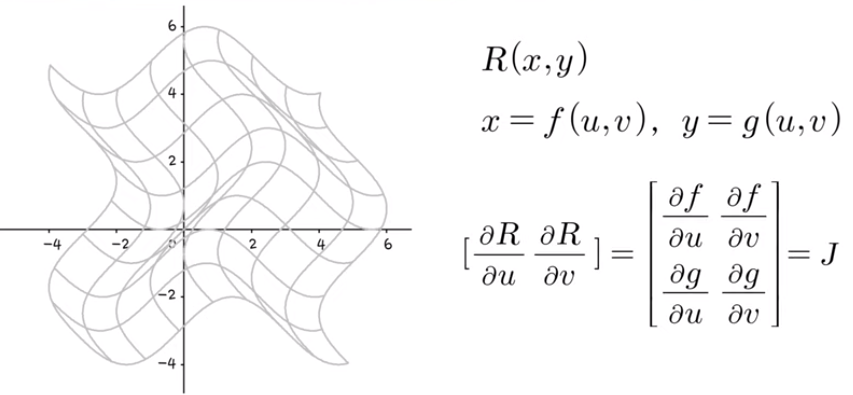 6
4
2
-4 -2 0 2 4 6
-2
-4
R(x,y)
x = f(u,v), y = g(u,v)
[∂R/∂u ∂R/∂v] = [∂f/∂u ∂f/∂v; ∂g/∂u ∂g/∂v] = J